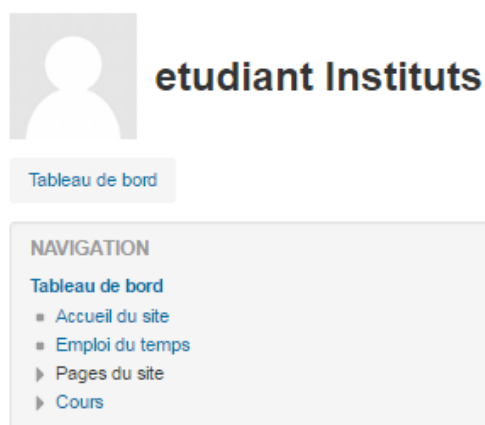 etudiant Instituts
Tableau de bord
NAVIGATION
Tableau de bord
Accueil du site
Emploi du temps
Pages du site
Cours